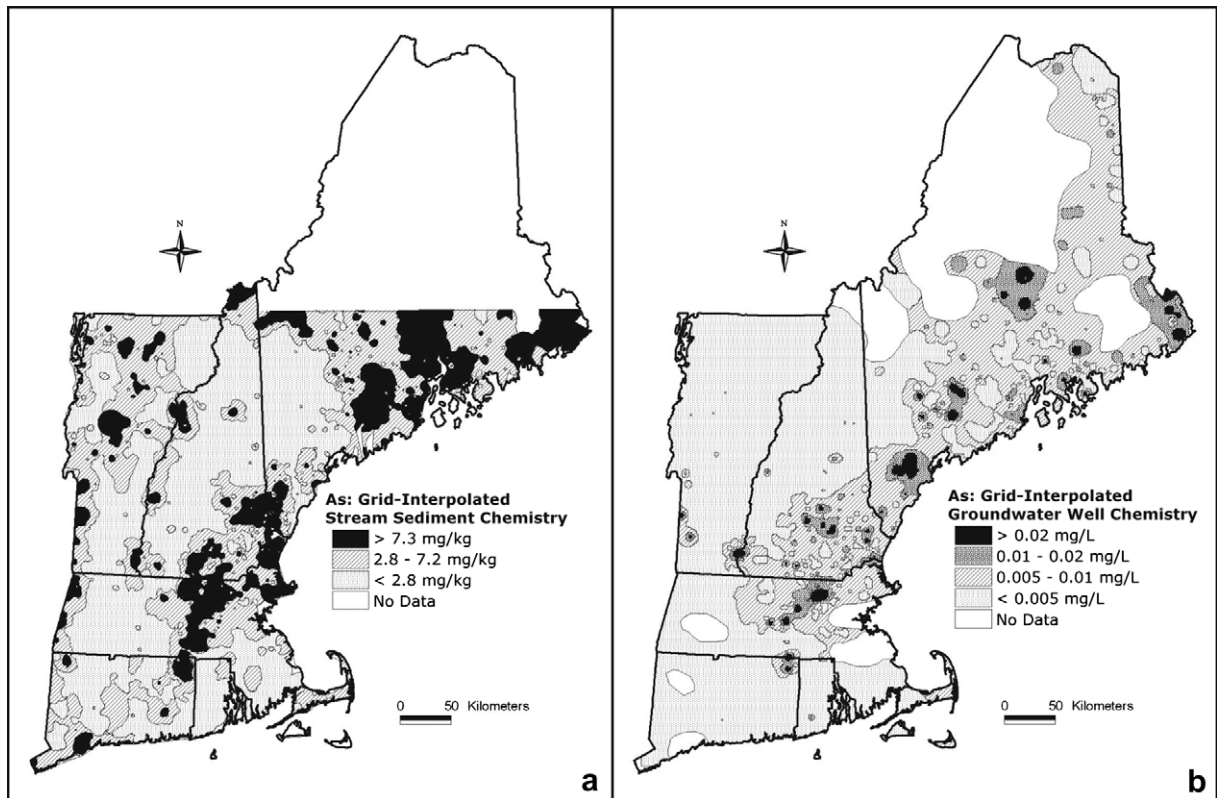 N
As: Grid-Interpolated
Stream Sediment Chemistry
> 7.3 mg/kg
2.8 - 7.2 mg/kg
< 2.8 mg/kg
No Data
0 50 Kilometers
a
N
As: Grid-Interpolated
Groundwater Well Chemistry
> 0.02 mg/L
0.01 - 0.02 mg/L
0.005 - 0.01 mg/L
< 0.005 mg/L
No Data
0 50 Kilometers
b